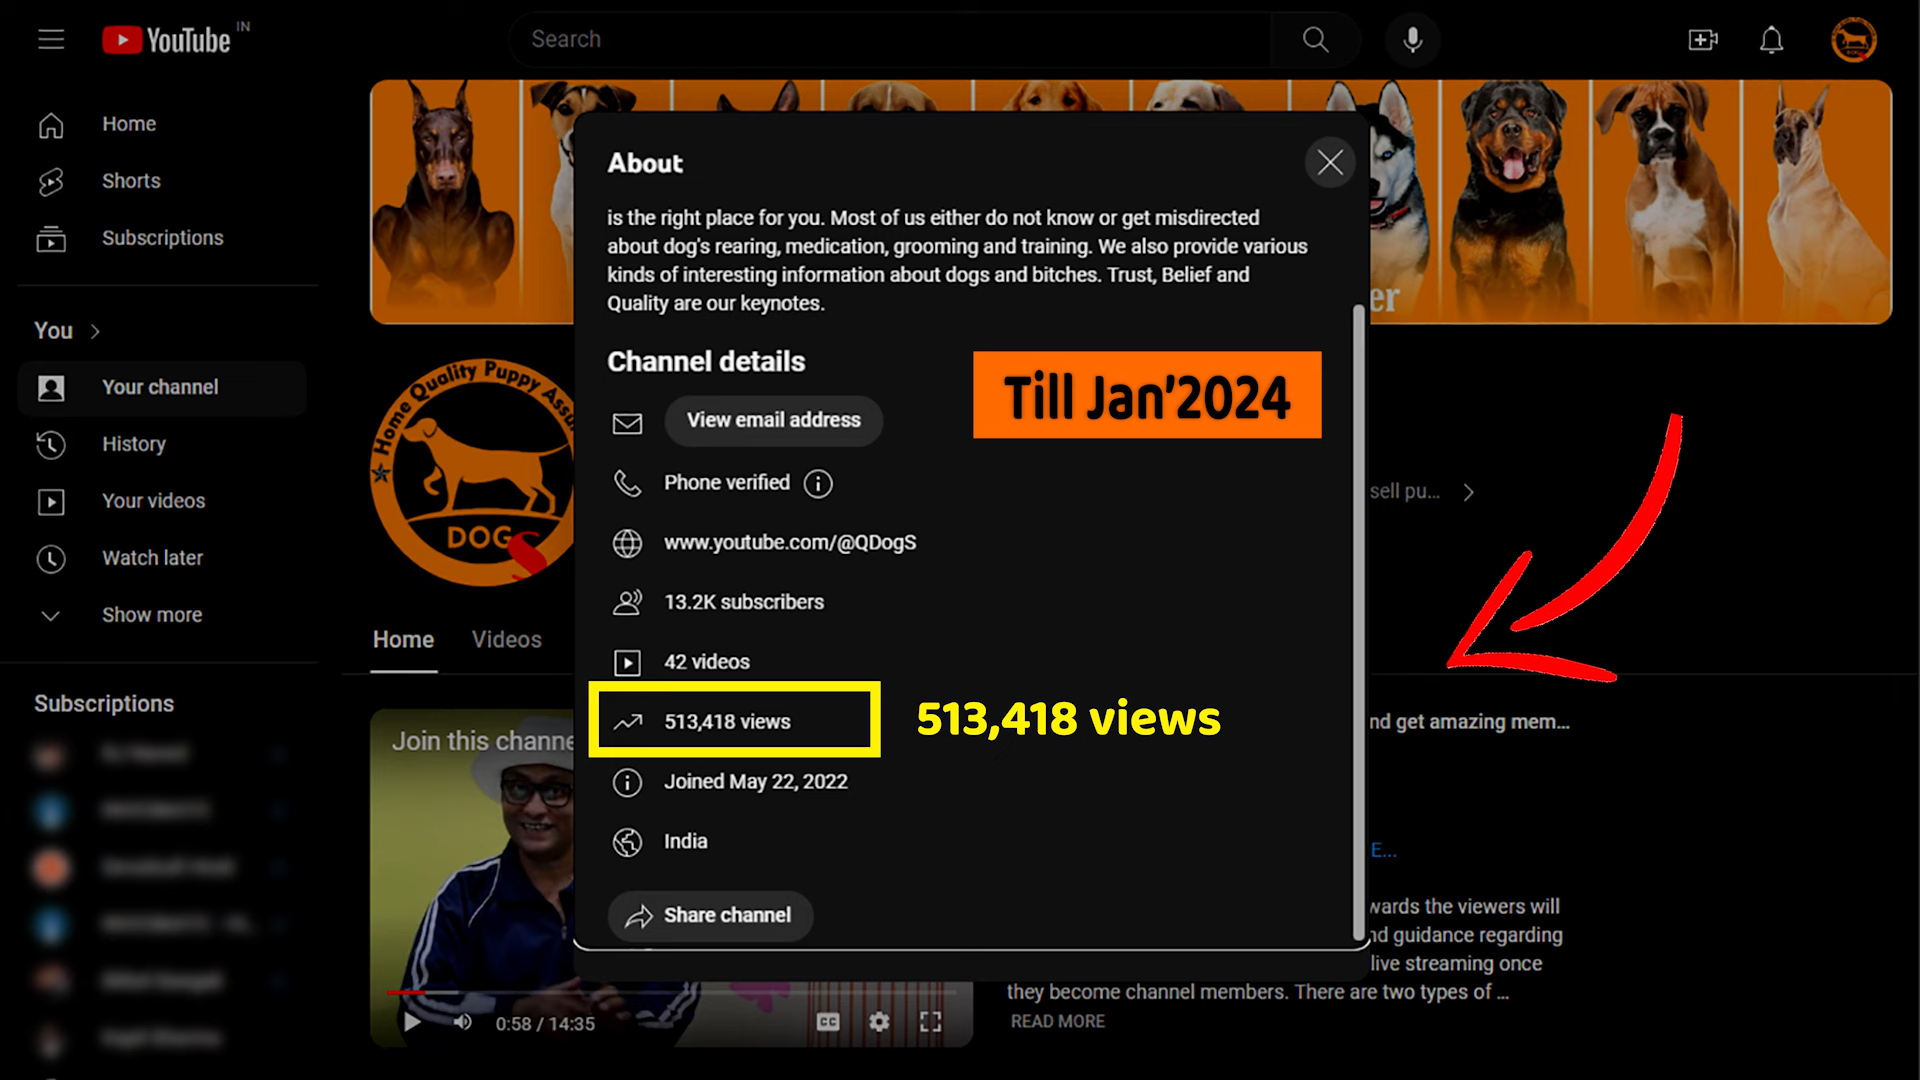 YouTube IN
Search
Home
Shorts
Subscriptions
You
Your channel
History
Your videos
Watch later
Show more
Subscriptions
er
Home Quality Puppy Assu
DOGS
sell pu...
Home
Videos
About
is the right place for you. Most of us either do not know or get misdirected
about dog's rearing, medication, grooming and training. We also provide various
kinds of interesting information about dogs and bitches. Trust, Belief and
Quality are our keynotes.
Channel details
Till Jan'2024
View email address
Phone verified
www.youtube.com/@QDogS
13.2K subscribers
42 videos
513,418 views
513,418 views
Joined May 22, 2022
India
Share channel
Join this channe
0:58 / 14:35
CC
nd get amazing mem...
E...
wards the viewers will
nd guidance regarding
live streaming once
they become channel members. There are two types of ...
READ MORE